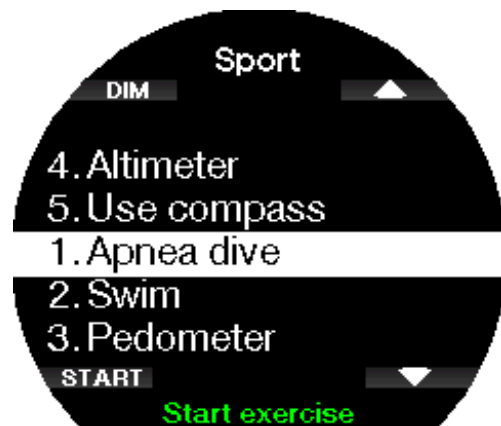 Sport
DIM
4. Altimeter
5. Use compass
1. Apnea dive
2. Swim
3. Pedometer
START
Start exercise